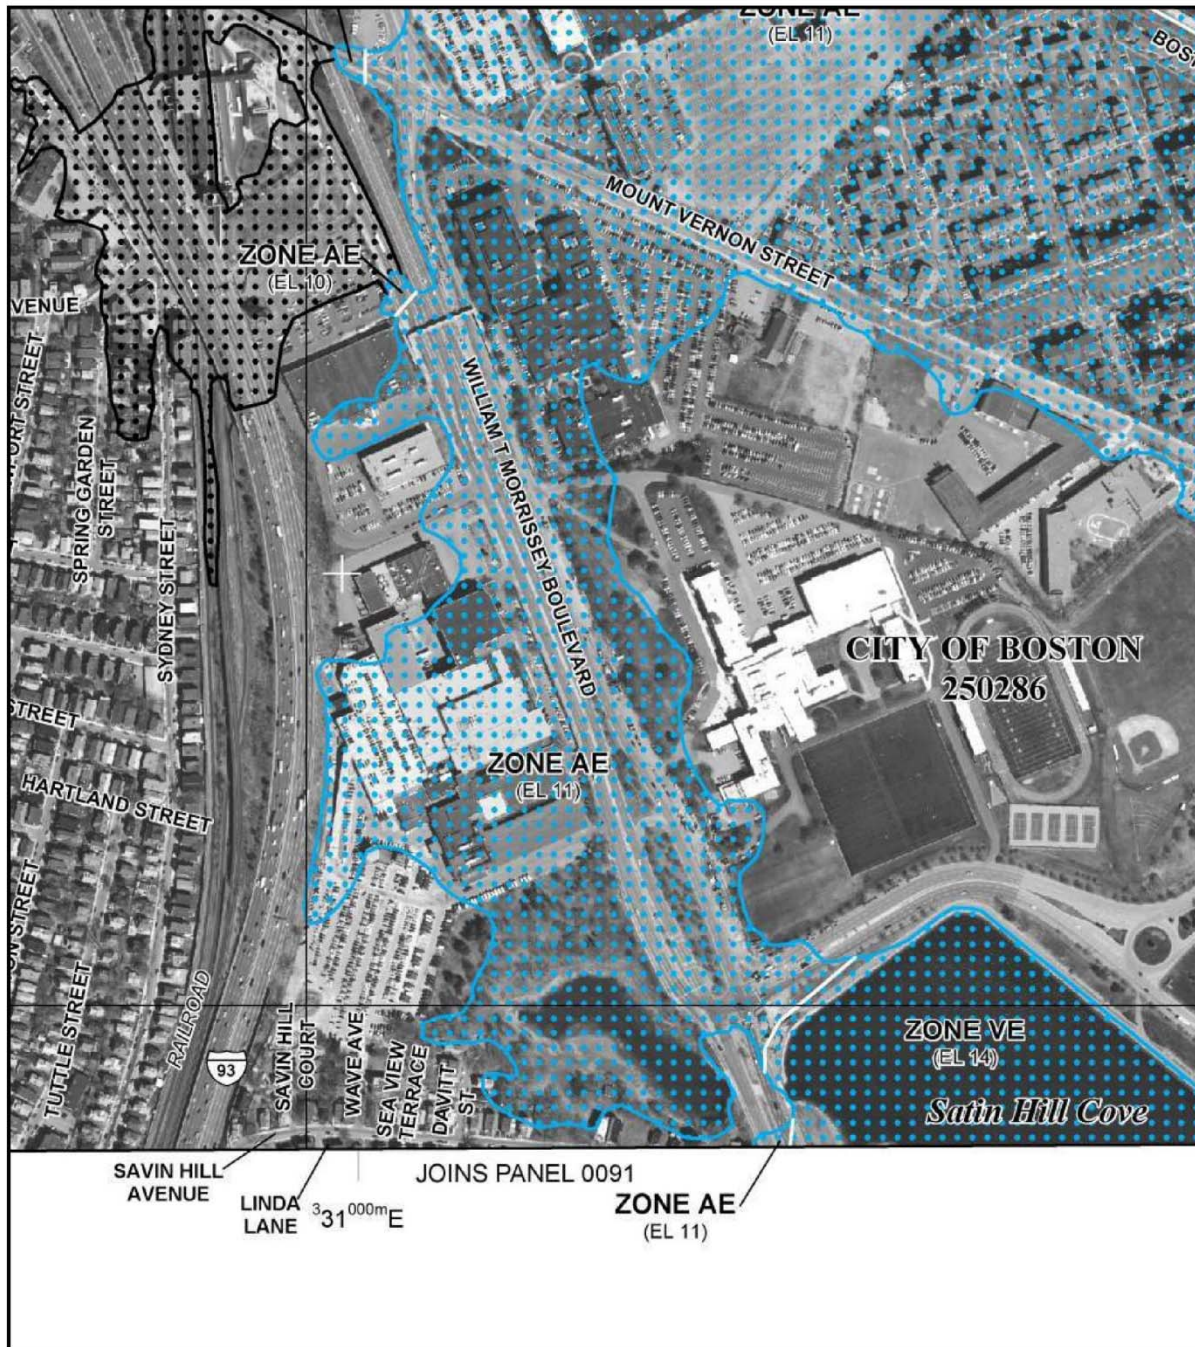 ZONE AE
(EL 11)
BOS
MOUNT VERNON STREET
ZONE AE
(EL 10)
AVENUE
WILLIAM T MORRISSEY BOULEVARD
SPRING GARDEN
STREET
SYDNEY STREET
CITY OF BOSTON
250286
STREET
ZONE AE
(EL 11)
HARTLAND STREET
ON STREET
TUTTLE STREET
RAILROAD
93
SAVIN HILL
COURT
WAVE AVE
SEA VIEW
TERRACE
DAVITT
ST
ZONE VE
(EL 14)
Satin Hill Cove
SAVIN HILL
AVENUE
LINDA
LANE
331000mE
JOINS PANEL 0091
ZONE AE
(EL 11)